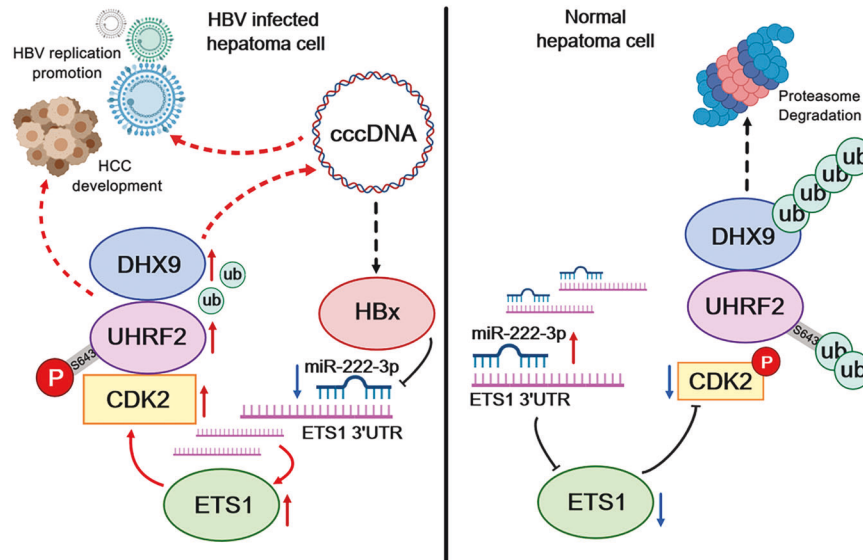 HBV infected
hepatoma cell
HBV replication
promotion
HCC
development
cccDNA
DHX9
ub
ub
UHRF2
HBx
S643
P
CDK2
miR-222-3p
ETS1 3'UTR
ETS1
Normal
hepatoma cell
Proteasome
Degradation
ub
ub
ub
ub
DHX9
UHRF2
S643
ub
ub
miR-222-3p
ETS1 3'UTR
P
CDK2
ETS1